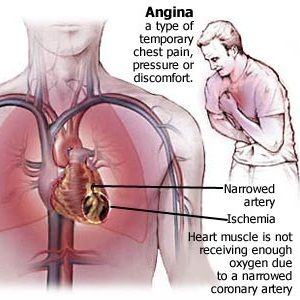 Angina
a type of
temporary
chest pain,
pressure or
discomfort.
Narrowed
artery
Ischemia
Heart muscle is not
receiving enough
oxygen due
to a narrowed
coronary artery